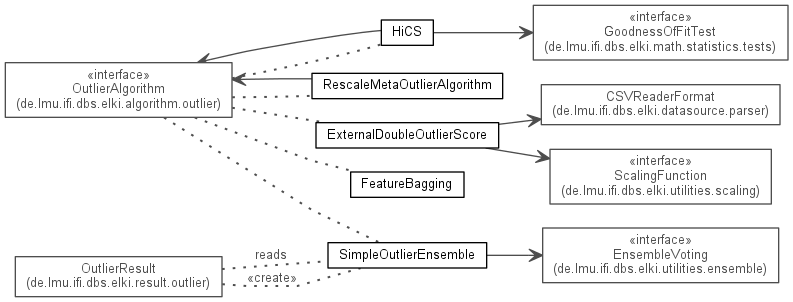 HiCS
«interface»
GoodnessOfFitTest
(de.lmu.ifi.dbs.elki.math.statistics.tests)
«interface»
OutlierAlgorithm
(de.lmu.ifi.dbs.elki.algorithm.outlier)
RescaleMetaOutlierAlgorithm
CSVReaderFormat
(de.lmu.ifi.dbs.elki.datasource.parser)
ExternalDoubleOutlierScore
«interface»
ScalingFunction
(de.lmu.ifi.dbs.elki.utilities.scaling)
FeatureBagging
OutlierResult
(de.lmu.ifi.dbs.elki.result.outlier)
reads
«create»
SimpleOutlierEnsemble
«interface»
EnsembleVoting
(de.lmu.ifi.dbs.elki.utilities.ensemble)